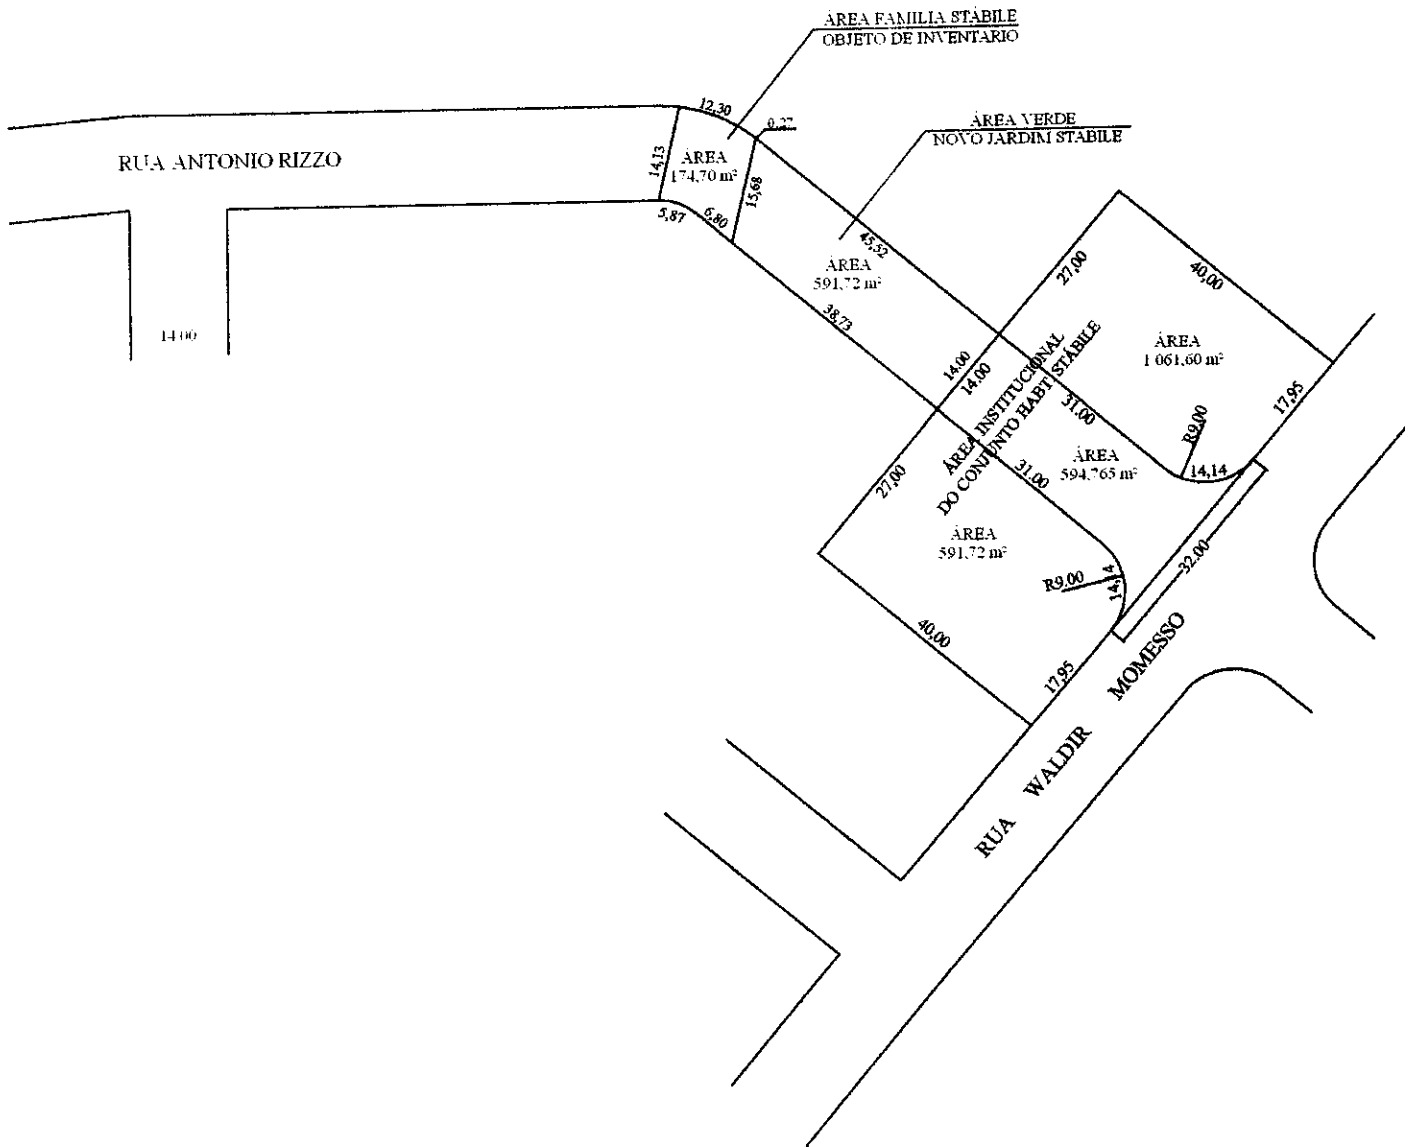 ÁREA FAMILIA STÁBILE
OBJETO DE INVENTARIO
12,30
0,27
ÁREA VERDE
NOVO JARDIM STABILE
RUA ANTONIO RIZZO
14,13
ÁREA
174,70 m²
15,68
5,87
6,80
45,52
ÁREA
591,72 m²
38,73
14.00
27,00
40,00
ÁREA
1 061,60 m²
17,95
14.00
14.00
ÁREA INSTITUCIONAL
DO CONJUNTO HABT STÁBILE
31.00
R9.00
14,14
ÁREA
594,765 m²
31.00
27,00
ÁREA
591,72 m²
R9.00
14,14
32.00
40,00
17,95
RUA WALDIR MOMESSO